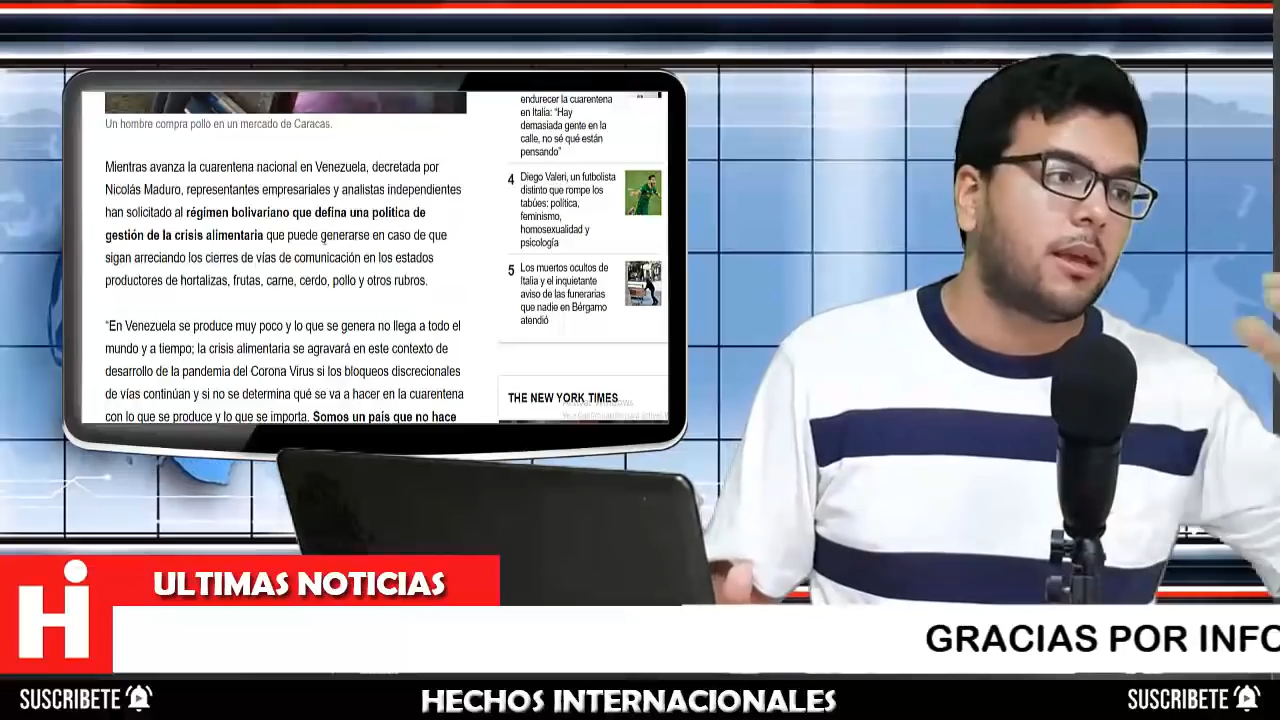 Un hombre compra pollo en un mercado de Caracas.
Mientras avanza la cuarentena nacional en Venezuela, decretada por
Nicolás Maduro, representantes empresariales y analistas independientes
han solicitado al régimen bolivariano que defina una politica de
gestión de la crisis alimentaria que puede generarse en caso de que
sigan arreciando los cierres de vías de comunicación en los estados
productores de hortalizas, frutas, carne, cerdo, pollo y otros rubros.
“En Venezuela se produce muy poco y lo que se genera no llega a todo el
mundo y a tiempo; la crisis alimentaria se agravará en este contexto de
desarrollo de la pandemia del Corona Virus si los bloqueos discrecionales
de vías continúan y si no se determina qué se va a hacer en la cuarentena
con lo que se produce y lo que se importa. Somos un país que no hace
endurecer la cuarentena
en Italia: “Hay
demasiada gente en la
calle, no sé qué están
pensando”
4 Diego Valeri, un futbolista
distinto que rompe los
tabúes: política,
feminismo,
homosexualidad y
psicología
5 Los muertos ocultos de
Italia y el inquietante
aviso de las funerarias
que nadie en Bérgamo
atendió
THE NEW YORK TIMES
Hi
ULTIMAS NOTICIAS
GRACIAS POR INFO
SUSCRIBETE
HECHOS INTERNACIONALES
SUSCRIBETE